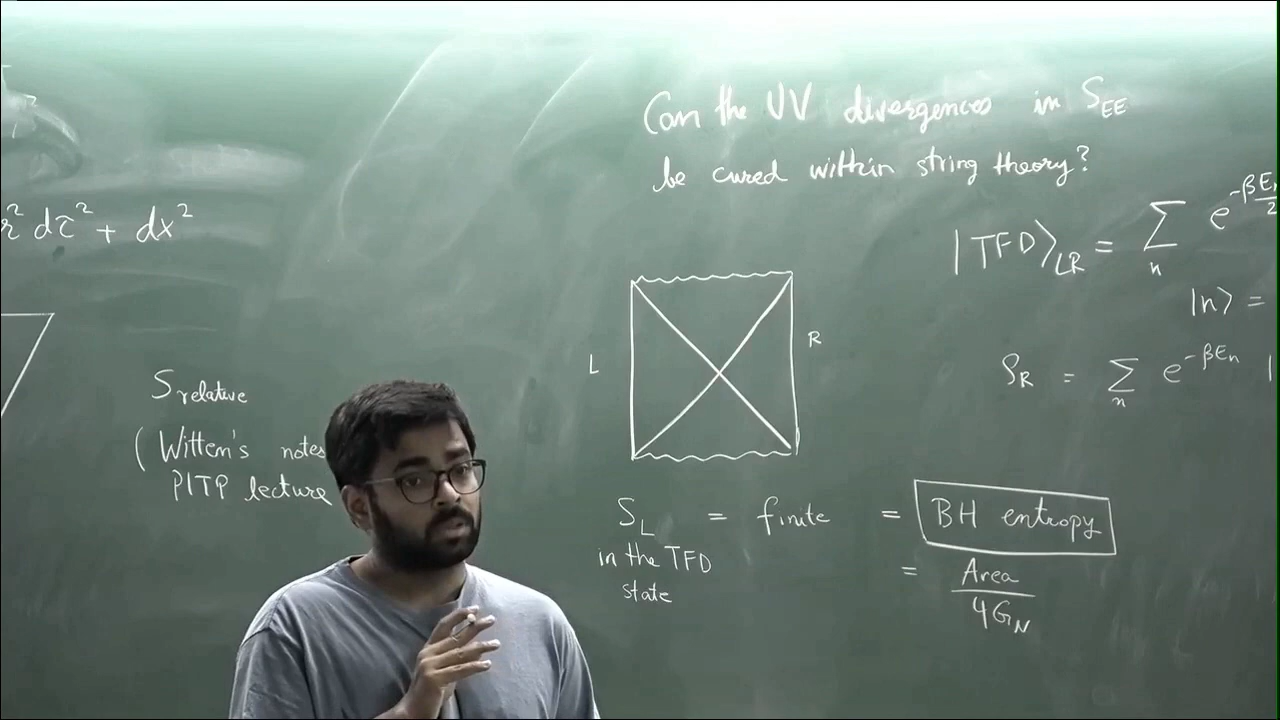 Can the UV divergences in S_EE
be cured within string theory?
r² dτ² + dx²
|TFD⟩_LR = Σ_n e^{-βE_n/2}
|n⟩ =
L
R
ρ_R = Σ_n e^{-βE_n} |
S_relative
(Witten's notes
PITP lecture
S_L = finite = BH entropy
in the TFD
state
= Area / 4G_N